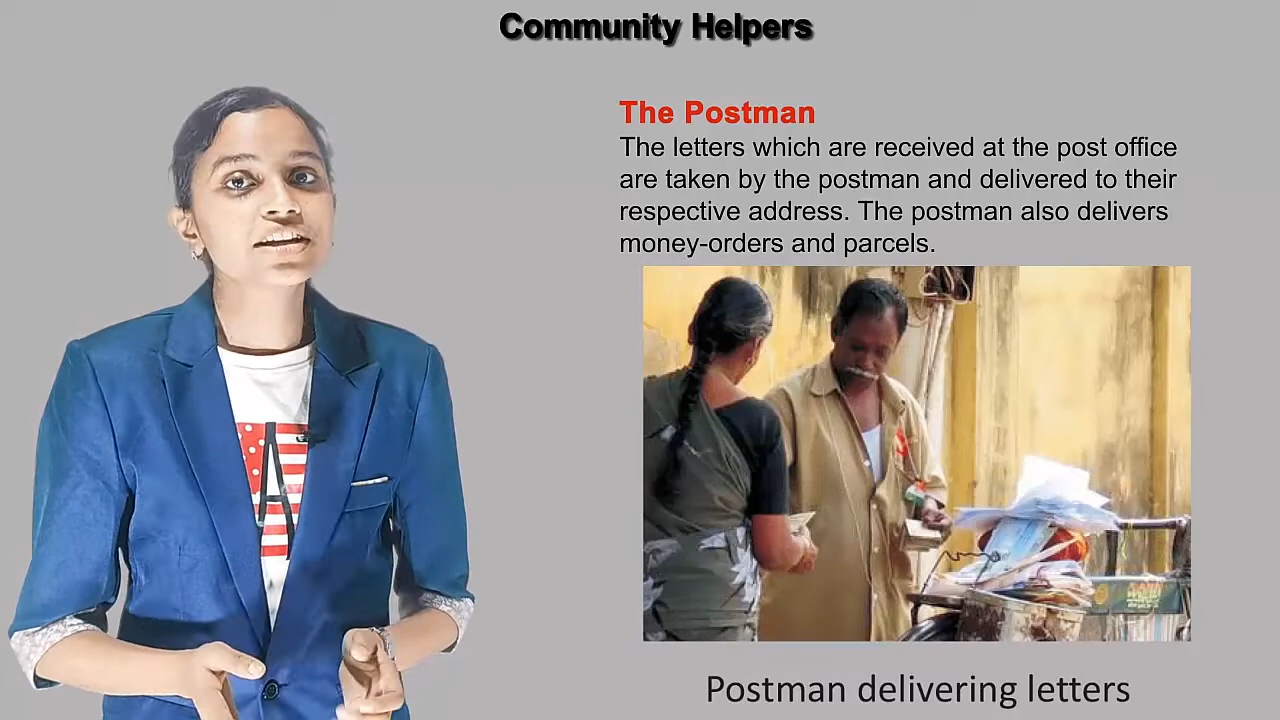 Community Helpers
The Postman
The letters which are received at the post office
are taken by the postman and delivered to their
respective address. The postman also delivers
money-orders and parcels.
A
Postman delivering letters